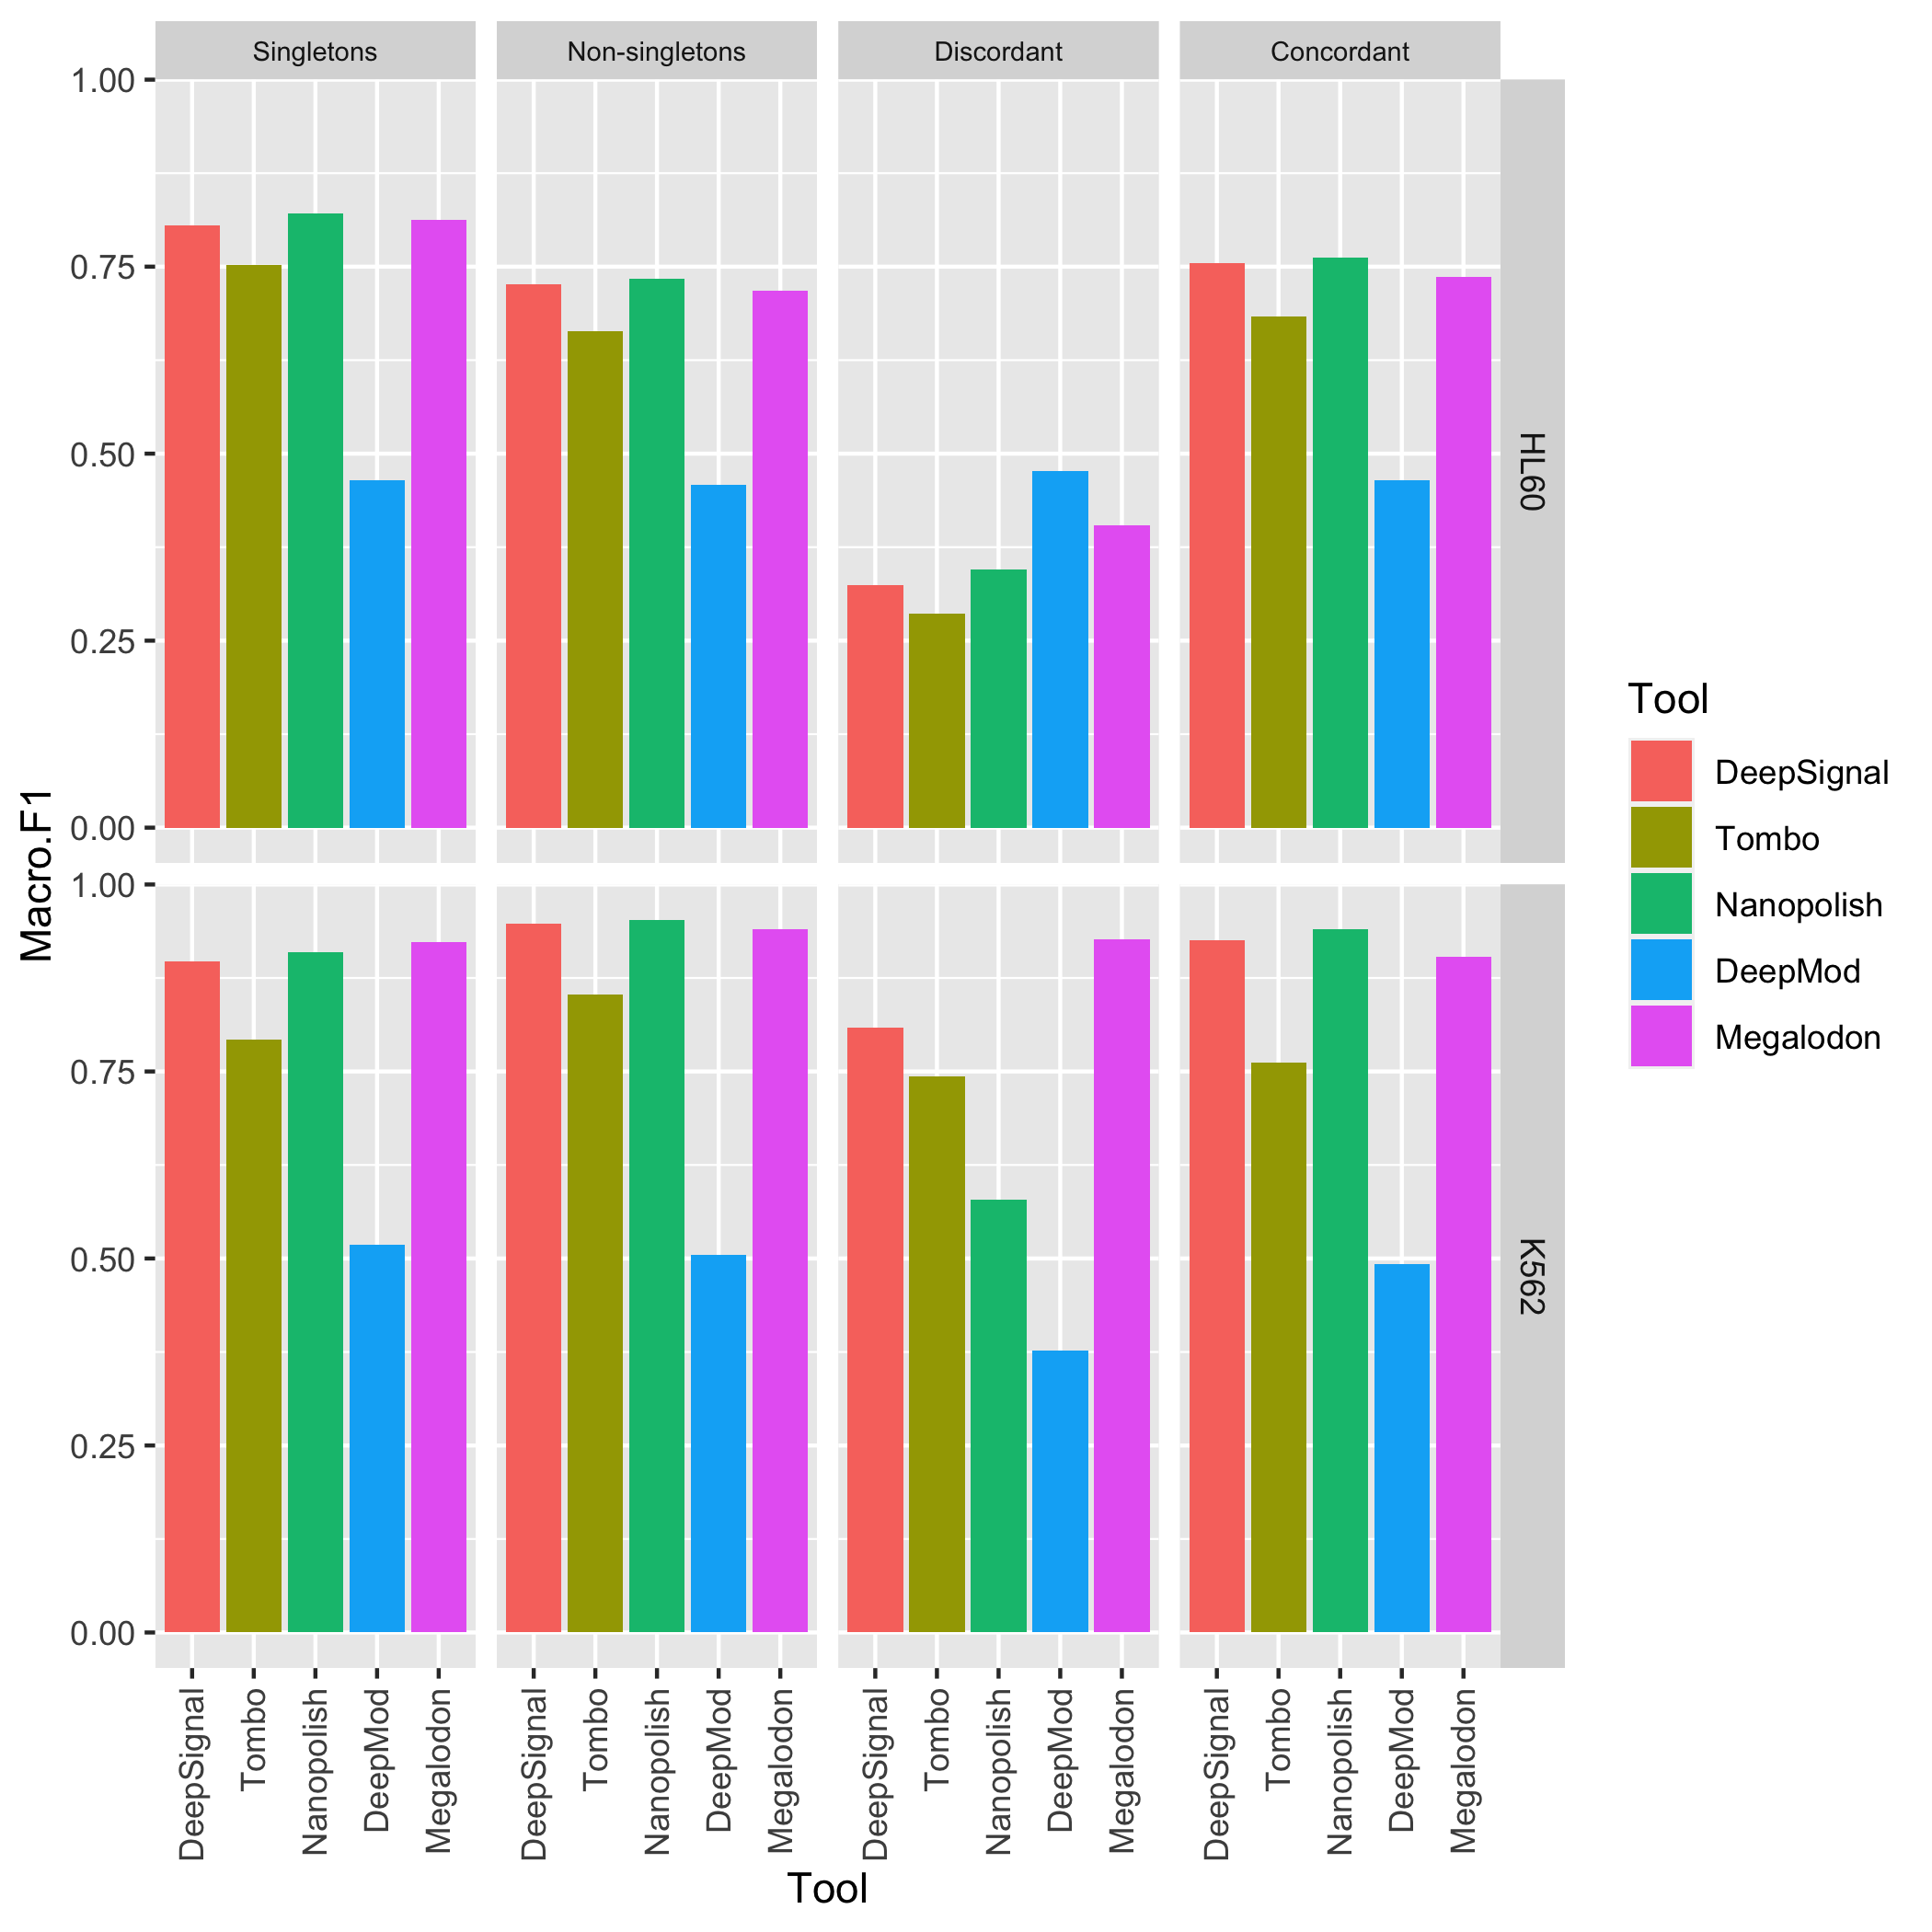 Singletons
Non-singletons
Discordant
Concordant
1.00
0.75
0.50
0.25
0.00
HL60
1.00
0.75
0.50
0.25
0.00
K562
Macro.F1
DeepSignal
Tombo
Nanopolish
DeepMod
Megalodon
DeepSignal
Tombo
Nanopolish
DeepMod
Megalodon
DeepSignal
Tombo
Nanopolish
DeepMod
Megalodon
DeepSignal
Tombo
Nanopolish
DeepMod
Megalodon
Tool
Tool
DeepSignal
Tombo
Nanopolish
DeepMod
Megalodon